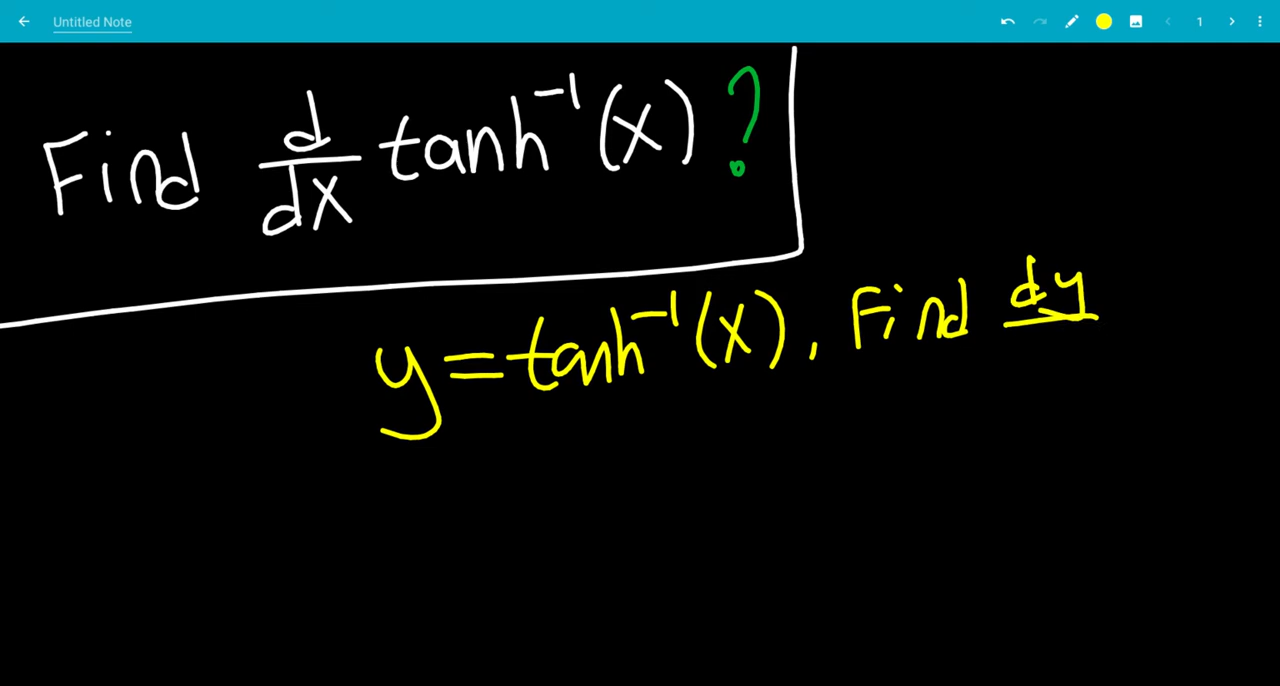 Untitled Note
1
Find d/dx tanh⁻¹(x)?
y = tanh⁻¹(x), Find dy